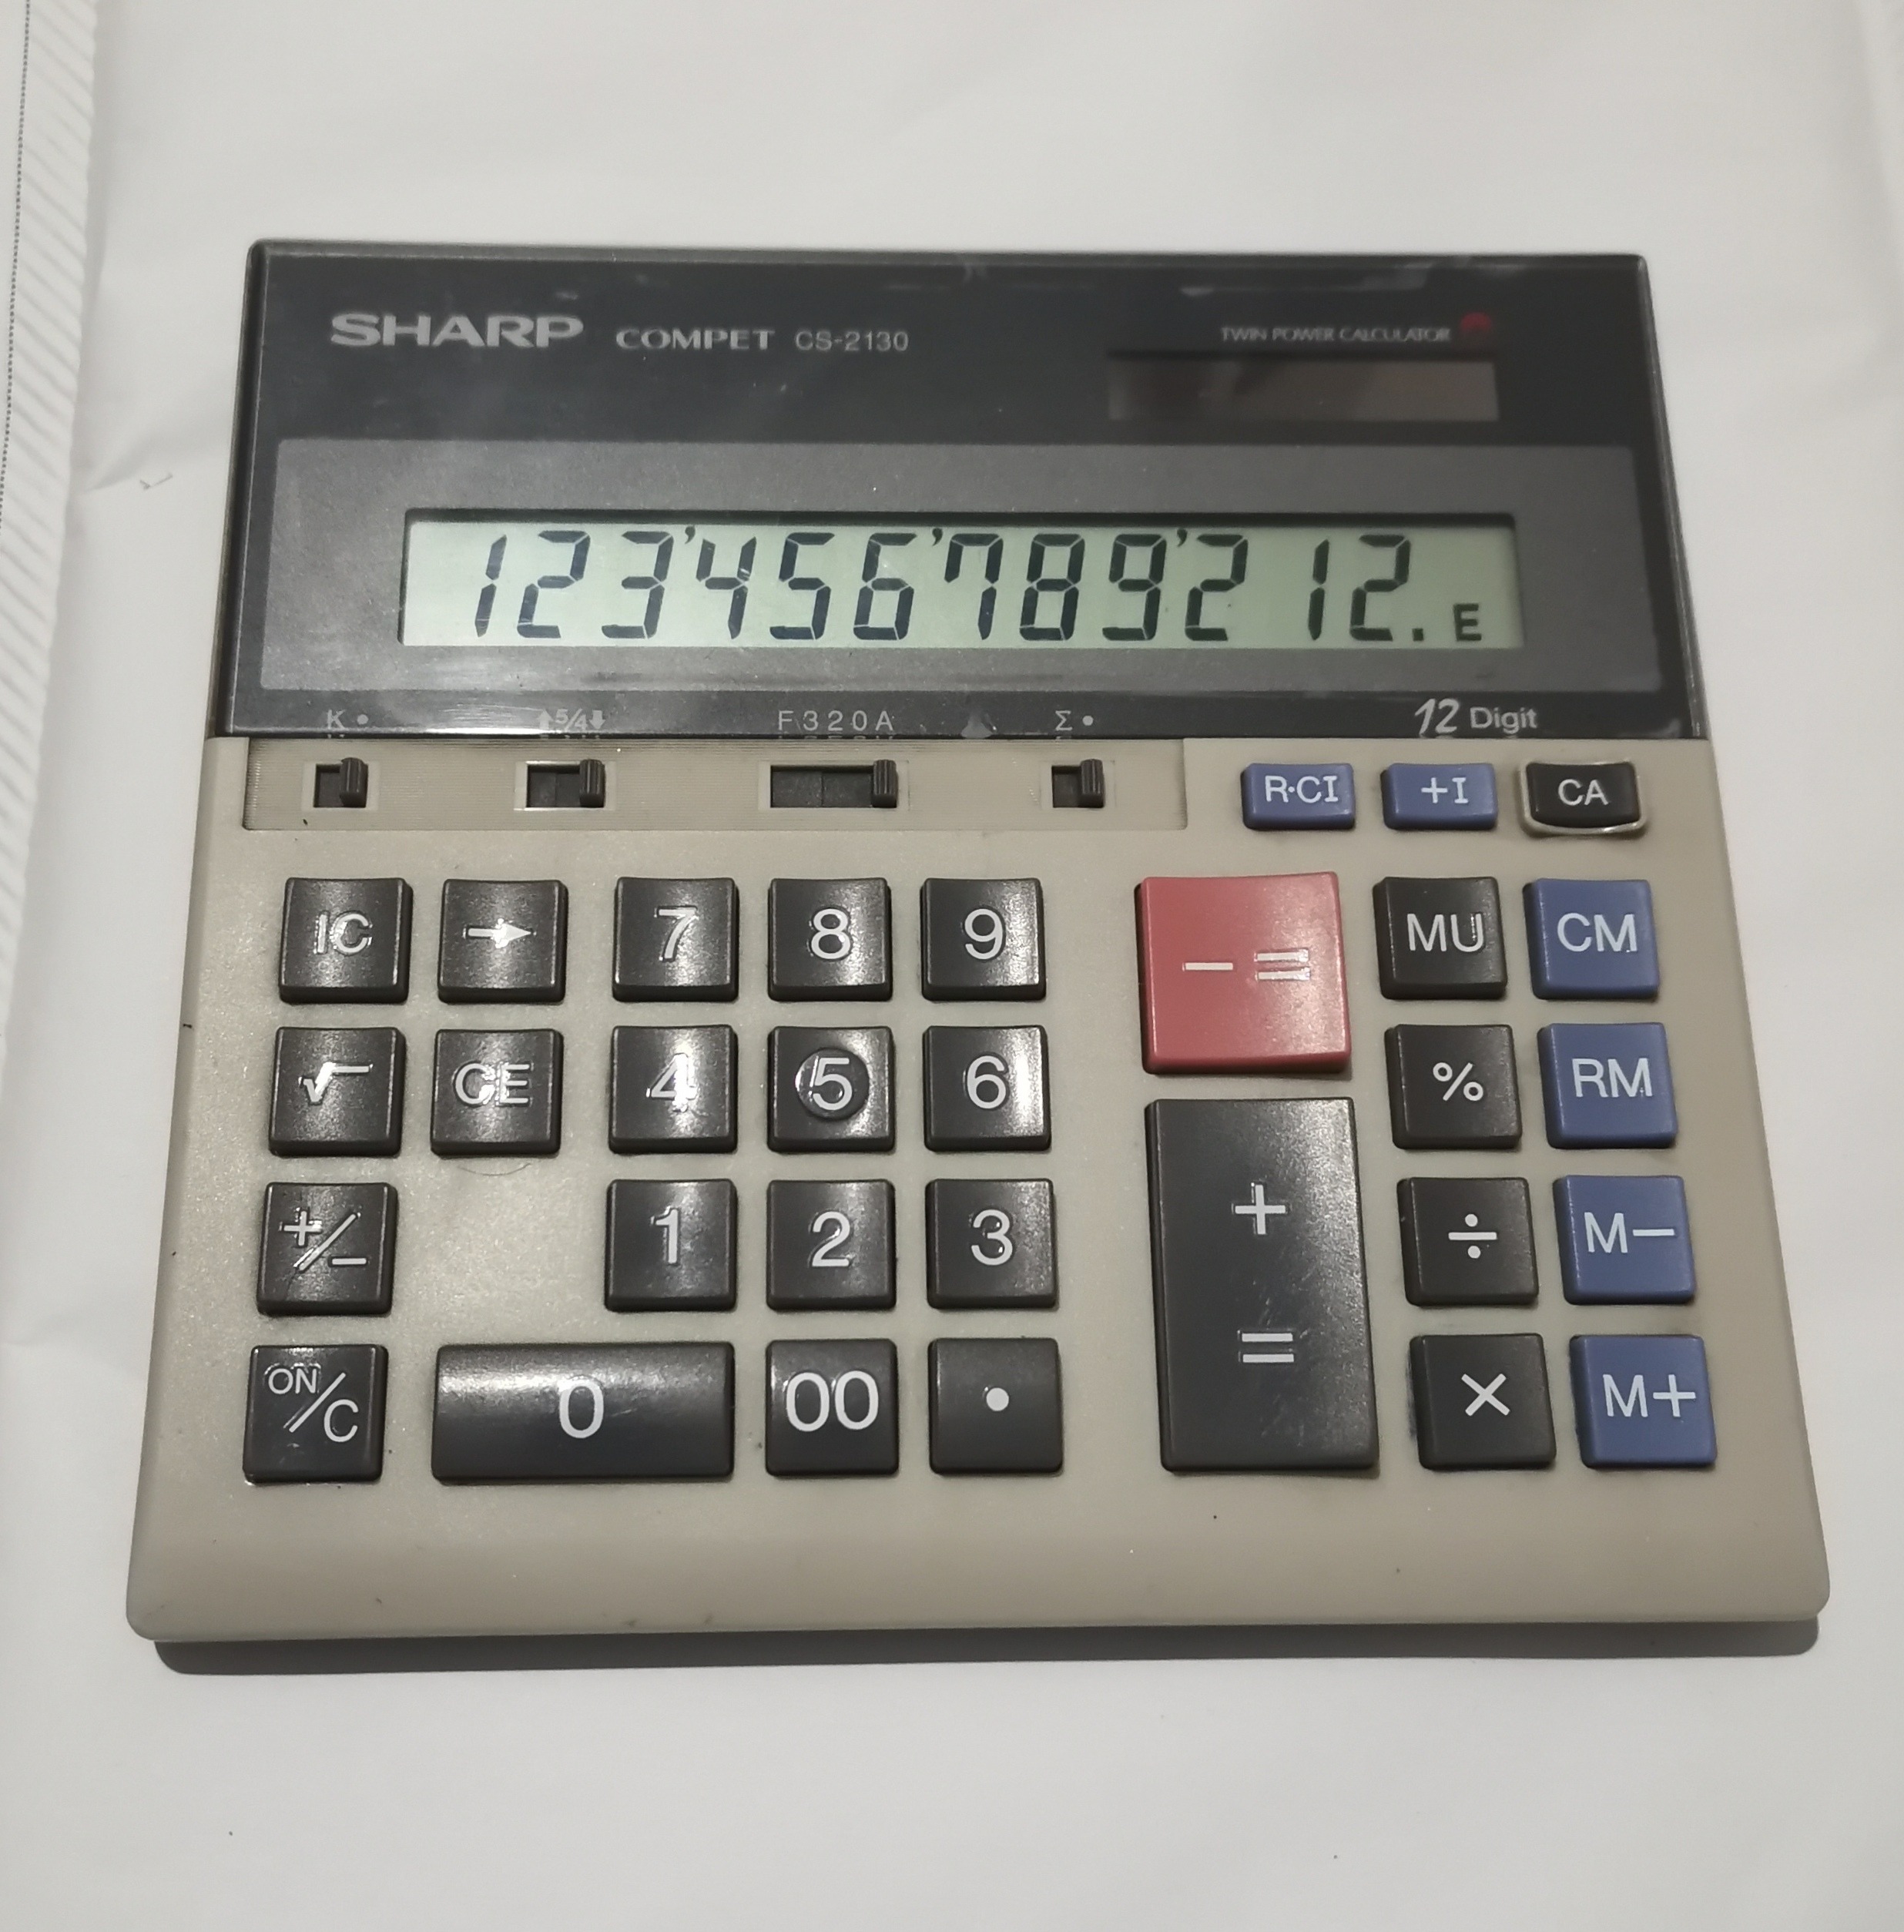 SHARP COMPET CS-2130 TWIN POWER CALCULATOR
123'456'789'212. E
K • ⬆5/4⬇ F 3 2 0 A Σ • 12 Digit
R·CI +I CA
IC → 7 8 9 − = MU CM
√ CE 4 5 6 % RM
+/− 1 2 3 + = ÷ M−
ON/C 0 00 • × M+